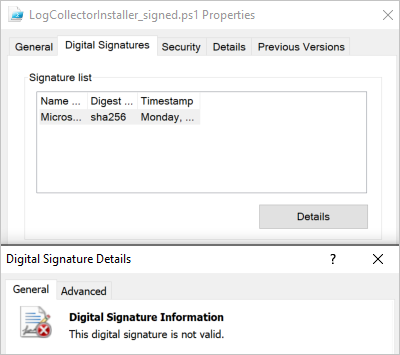 LogCollectorInstaller_signed.ps1 Properties
General Digital Signatures Security Details Previous Versions
Signature list
Name ... Digest ... Timestamp
Micros... sha256 Monday, ...
Details
Digital Signature Details ?
General Advanced
Digital Signature Information
This digital signature is not valid.